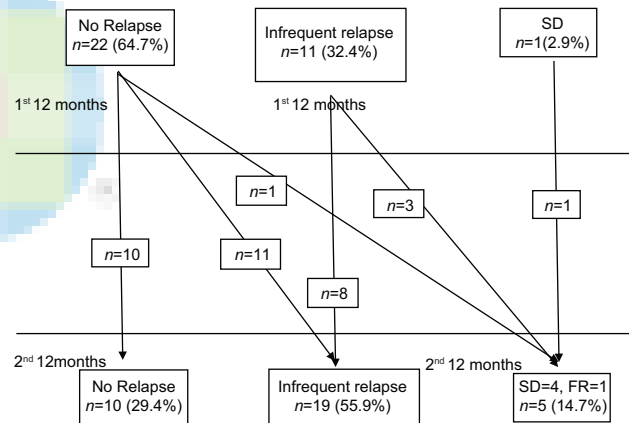 No Relapse
n=22 (64.7%)
Infrequent relapse
n=11 (32.4%)
SD
n=1(2.9%)
1st 12 months
1st 12 months
n=1
n=3
n=1
n=10
n=11
n=8
2nd 12months
2nd 12 months
No Relapse
n=10 (29.4%)
Infrequent relapse
n=19 (55.9%)
SD=4, FR=1
n=5 (14.7%)